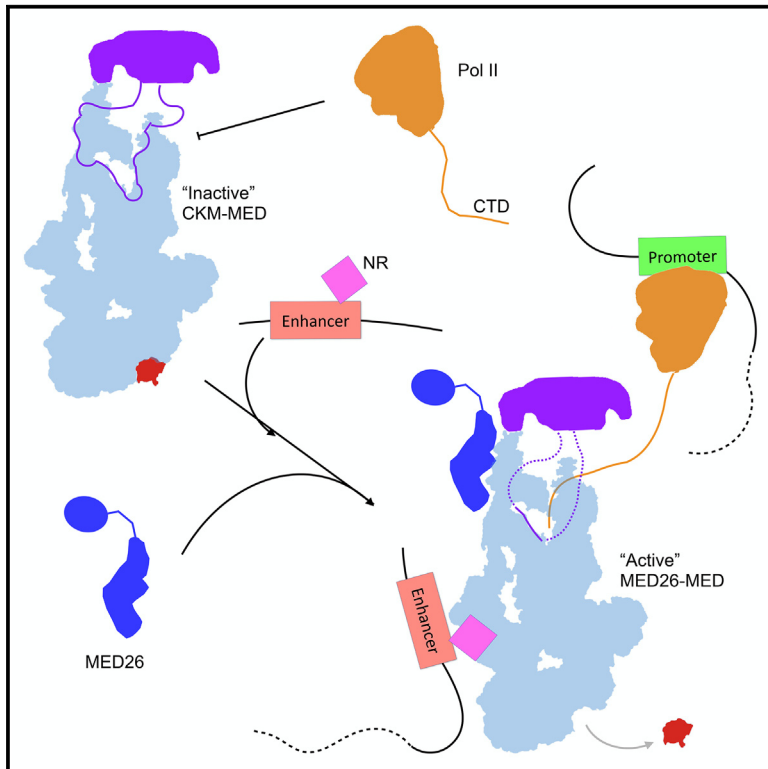 Pol II
"Inactive"
CKM-MED
CTD
NR
Promoter
Enhancer
"Active"
MED26-MED
Enhancer
MED26